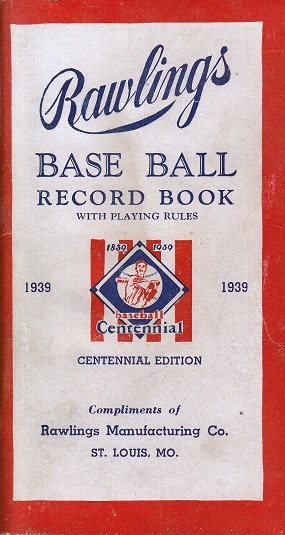 Rawlings
BASE BALL
RECORD BOOK
WITH PLAYING RULES
1839 1939
1939 1939
baseball
Centennial
CENTENNIAL EDITION
Compliments of
Rawlings Manufacturing Co.
ST. LOUIS, MO.